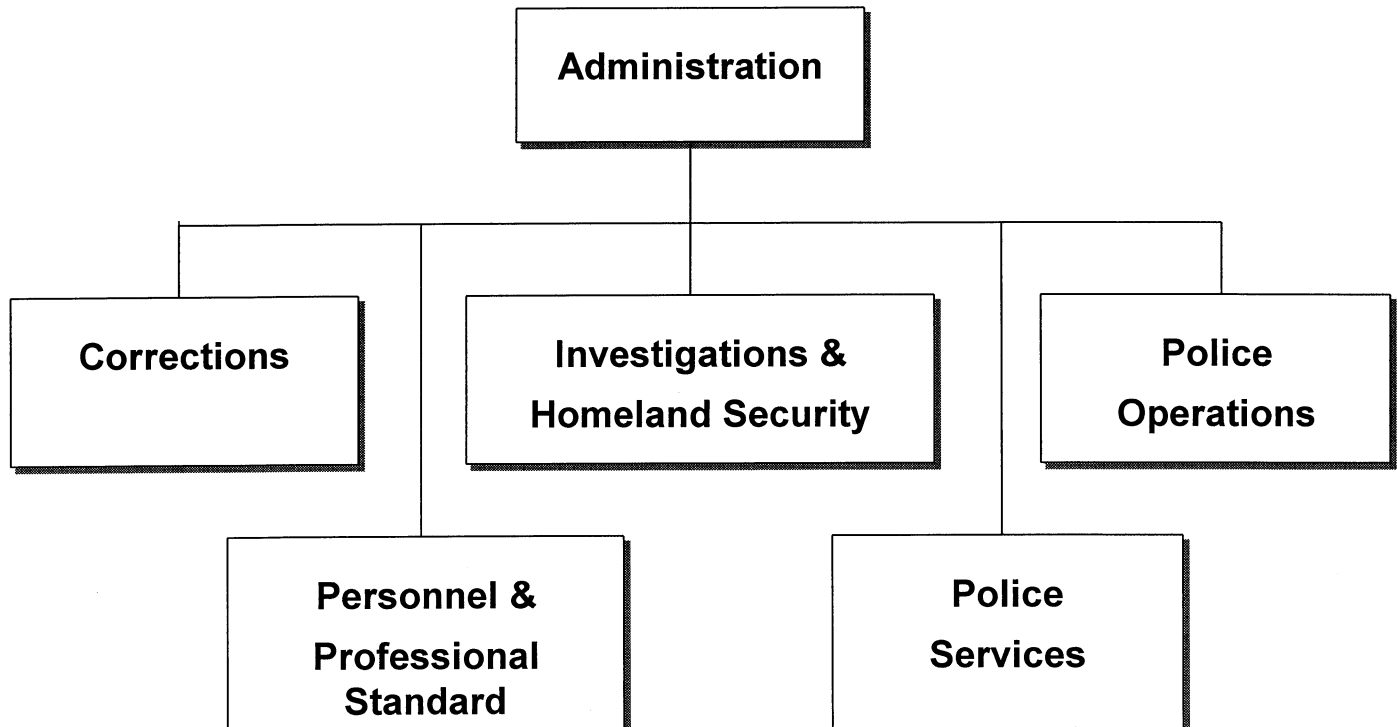 Administration
Corrections
Investigations &
Homeland Security
Police
Operations
Personnel &
Professional
Standard
Police
Services